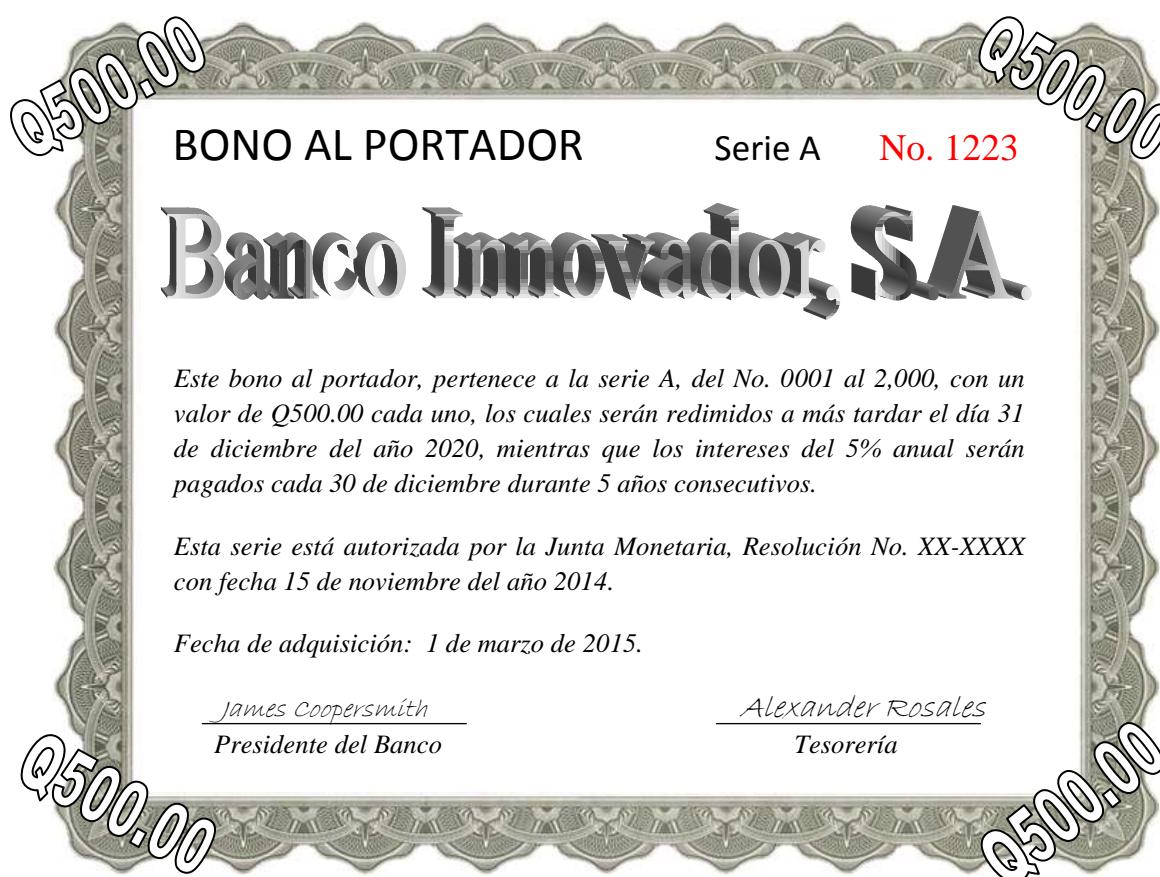 Q500.00
Q500.00
BONO AL PORTADOR Serie A No. 1223
Banco Innovador, S.A.
Este bono al portador, pertenece a la serie A, del No. 0001 al 2,000, con un
valor de Q500.00 cada uno, los cuales serán redimidos a más tardar el día 31
de diciembre del año 2020, mientras que los intereses del 5% anual serán
pagados cada 30 de diciembre durante 5 años consecutivos.
Esta serie está autorizada por la Junta Monetaria, Resolución No. XX-XXXX
con fecha 15 de noviembre del año 2014.
Fecha de adquisición: 1 de marzo de 2015.
James Coopersmith Alexander Rosales
Presidente del Banco Tesorería
Q500.00
Q500.00